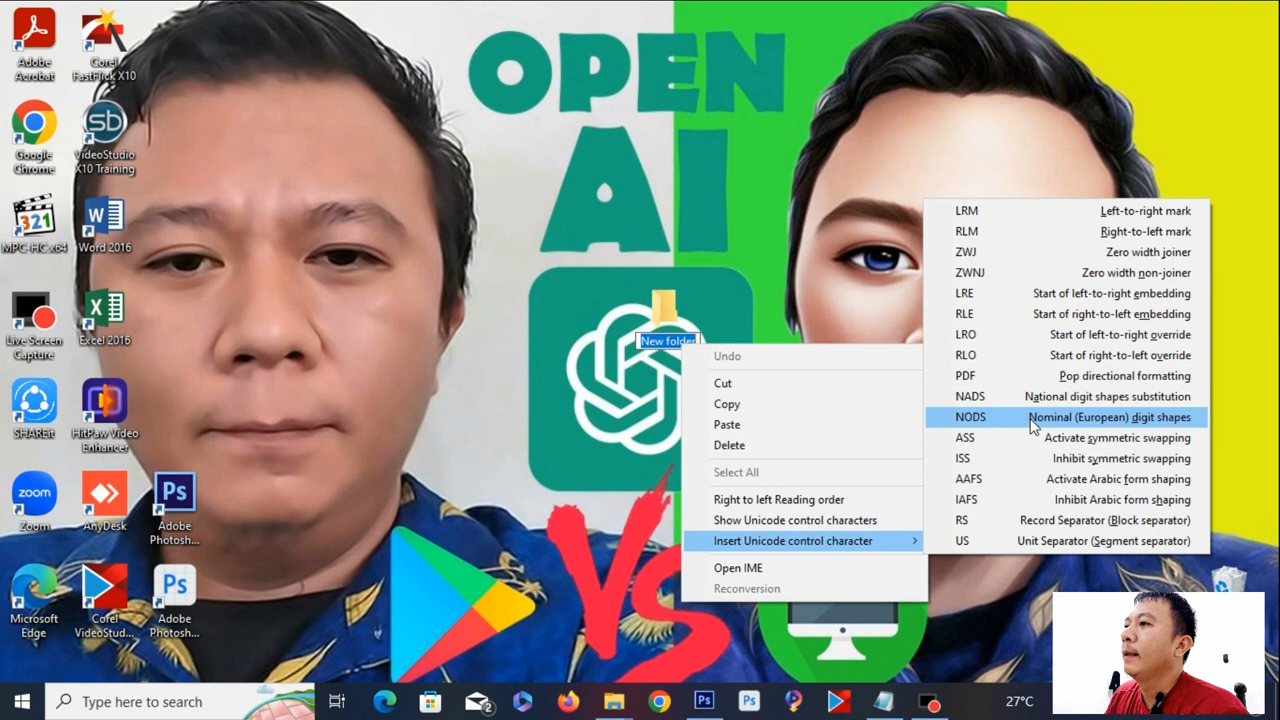 Adobe
Acrobat
Corel
FastFlick X10
Google
Chrome
sb
VideoStudio
X10 Training
321
MPC-HC x64
W
Word 2016
Live Screen
Capture
X
Excel 2016
SHAREit
HitPaw Video
Enhancer
zoom
Zoom
AnyDesk
Ps
Adobe
Photosh...
Microsoft
Edge
Corel
VideoStud...
Ps
Adobe
Photosh...
OPEN
AI
VS
New folder
Undo
Cut
Copy
Paste
Delete
Select All
Right to left Reading order
Show Unicode control characters
Insert Unicode control character
Open IME
Reconversion
LRM Left-to-right mark
RLM Right-to-left mark
ZWJ Zero width joiner
ZWNJ Zero width non-joiner
LRE Start of left-to-right embedding
RLE Start of right-to-left embedding
LRO Start of left-to-right override
RLO Start of right-to-left override
PDF Pop directional formatting
NADS National digit shapes substitution
NODS Nominal (European) digit shapes
ASS Activate symmetric swapping
ISS Inhibit symmetric swapping
AAFS Activate Arabic form shaping
IAFS Inhibit Arabic form shaping
RS Record Separator (Block separator)
US Unit Separator (Segment separator)
Type here to search
2
Ps
Ps
27°C